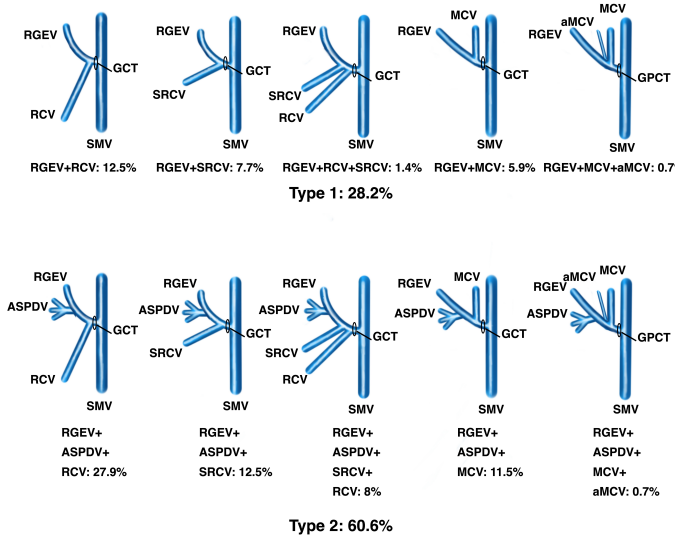 RGEV
GCT
RCV
SMV
RGEV+RCV: 12.5%
RGEV
GCT
SRCV
SMV
RGEV+SRCV: 7.7%
RGEV
GCT
SRCV
RCV
SMV
RGEV+RCV+SRCV: 1.4%
MCV
RGEV
GCT
SMV
RGEV+MCV: 5.9%
MCV
aMCV
RGEV
GPCT
SMV
RGEV+MCV+aMCV: 0.7
Type 1: 28.2%
RGEV
ASPDV
GCT
RCV
SMV
RGEV+
ASPDV+
RCV: 27.9%
RGEV
ASPDV
GCT
SRCV
SMV
RGEV+
ASPDV+
SRCV: 12.5%
RGEV
ASPDV
GCT
SRCV
RCV
SMV
RGEV+
ASPDV+
SRCV+
RCV: 8%
MCV
RGEV
ASPDV
GCT
SMV
RGEV+
ASPDV+
MCV: 11.5%
aMCV
MCV
RGEV
ASPDV
GPCT
SMV
RGEV+
ASPDV+
MCV+
aMCV: 0.7%
Type 2: 60.6%